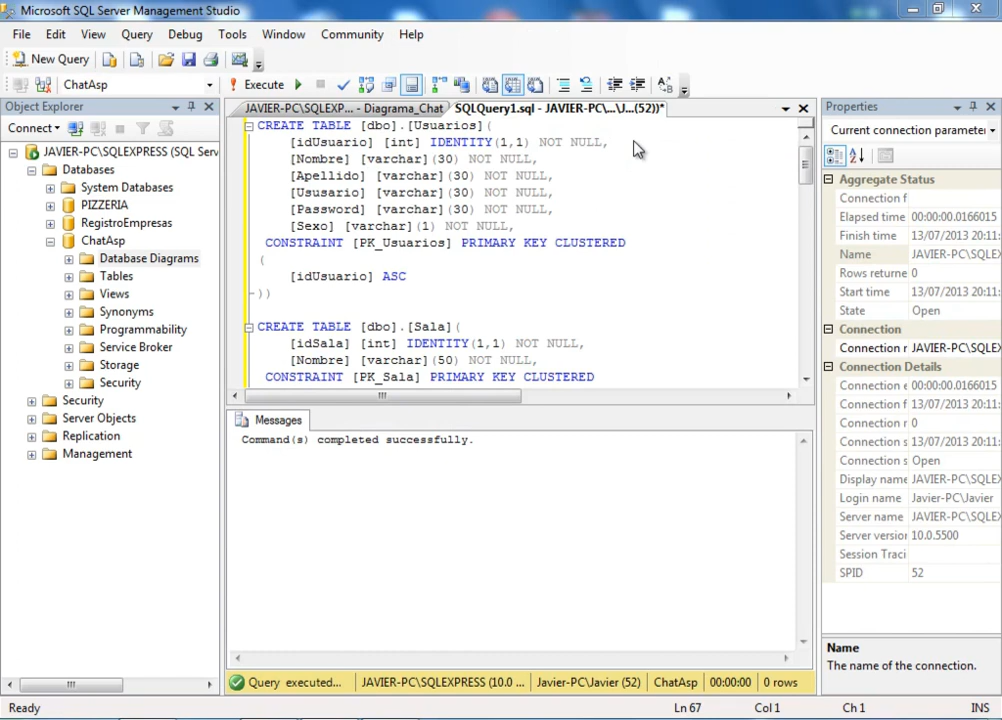 Microsoft SQL Server Management Studio
File Edit View Query Debug Tools Window Community Help
New Query
ChatAsp Execute
Object Explorer
Connect
JAVIER-PC\SQLEXPRESS (SQL Serv
Databases
System Databases
PIZZERIA
RegistroEmpresas
ChatAsp
Database Diagrams
Tables
Views
Synonyms
Programmability
Service Broker
Storage
Security
Security
Server Objects
Replication
Management
JAVIER-PC\SQLEXP... - Diagrama_Chat SQLQuery1.sql - JAVIER-PC\...\J...(52))*
CREATE TABLE [dbo].[Usuarios](
[idUsuario] [int] IDENTITY(1,1) NOT NULL,
[Nombre] [varchar](30) NOT NULL,
[Apellido] [varchar](30) NOT NULL,
[Ususario] [varchar](30) NOT NULL,
[Password] [varchar](30) NOT NULL,
[Sexo] [varchar](1) NOT NULL,
CONSTRAINT [PK_Usuarios] PRIMARY KEY CLUSTERED
(
[idUsuario] ASC
))
CREATE TABLE [dbo].[Sala](
[idSala] [int] IDENTITY(1,1) NOT NULL,
[Nombre] [varchar](50) NOT NULL,
CONSTRAINT [PK_Sala] PRIMARY KEY CLUSTERED
Messages
Command(s) completed successfully.
Query executed... JAVIER-PC\SQLEXPRESS (10.0 ... Javier-PC\Javier (52) ChatAsp 00:00:00 0 rows
Properties
Current connection parameter
Aggregate Status
Connection f
Elapsed time 00:00:00.0166015
Finish time 13/07/2013 20:11:
Name JAVIER-PC\SQLEX
Rows returne 0
Start time 13/07/2013 20:11:
State Open
Connection
Connection n JAVIER-PC\SQLEX
Connection Details
Connection e 00:00:00.0166015
Connection f 13/07/2013 20:11:
Connection r 0
Connection s 13/07/2013 20:11:
Connection s Open
Display name JAVIER-PC\SQLEX
Login name Javier-PC\Javier
Server name JAVIER-PC\SQLEX
Server version 10.0.5500
Session Traci
SPID 52
Name
The name of the connection.
Ready Ln 67 Col 1 Ch 1 INS